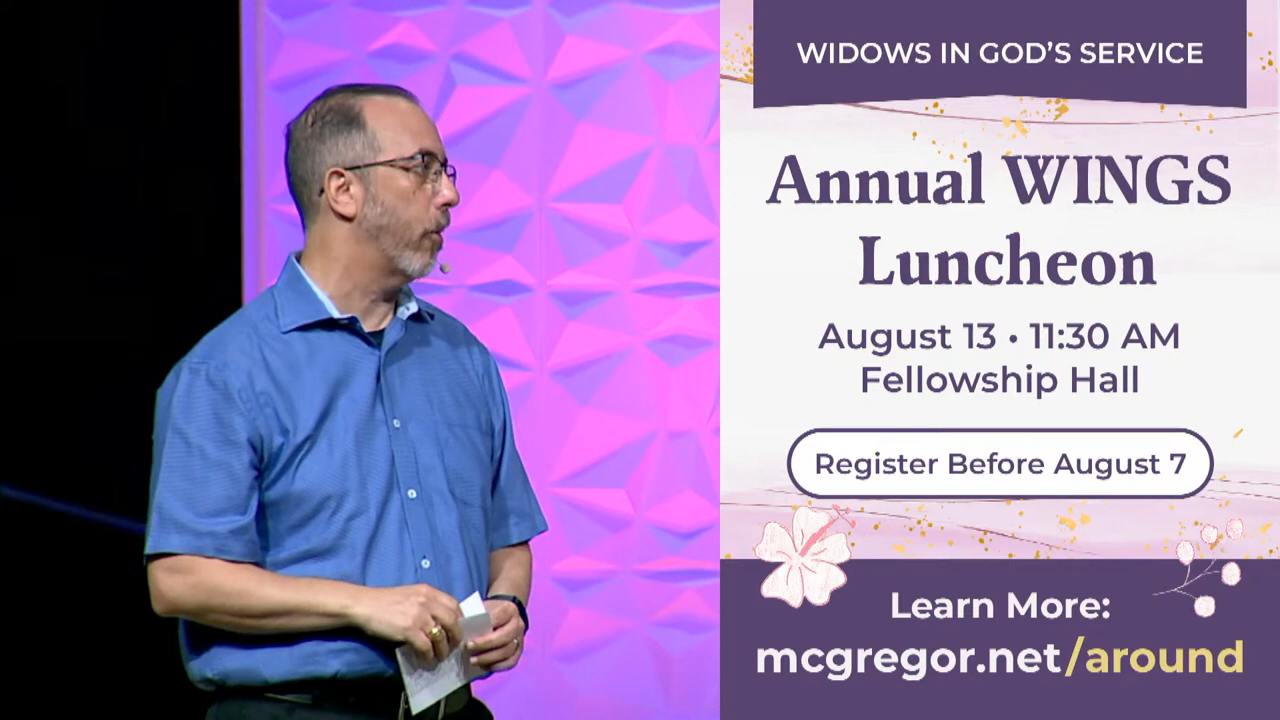 WIDOWS IN GOD'S SERVICE
Annual WINGS
Luncheon
August 13 • 11:30 AM
Fellowship Hall
Register Before August 7
Learn More:
mcgregor.net/around